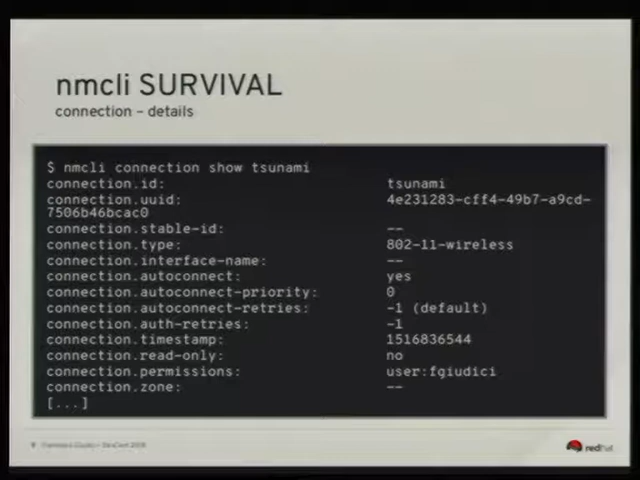 nmcli SURVIVAL
connection – details
$ nmcli connection show tsunami
connection.id: tsunami
connection.uuid: 4e231283-cff4-49b7-a9cd-
7506b46bcac0
connection.stable-id: --
connection.type: 802-11-wireless
connection.interface-name: --
connection.autoconnect: yes
connection.autoconnect-priority: 0
connection.autoconnect-retries: -1 (default)
connection.auth-retries: -1
connection.timestamp: 1516836544
connection.read-only: no
connection.permissions: user:fgiudici
connection.zone: --
[...]
redhat